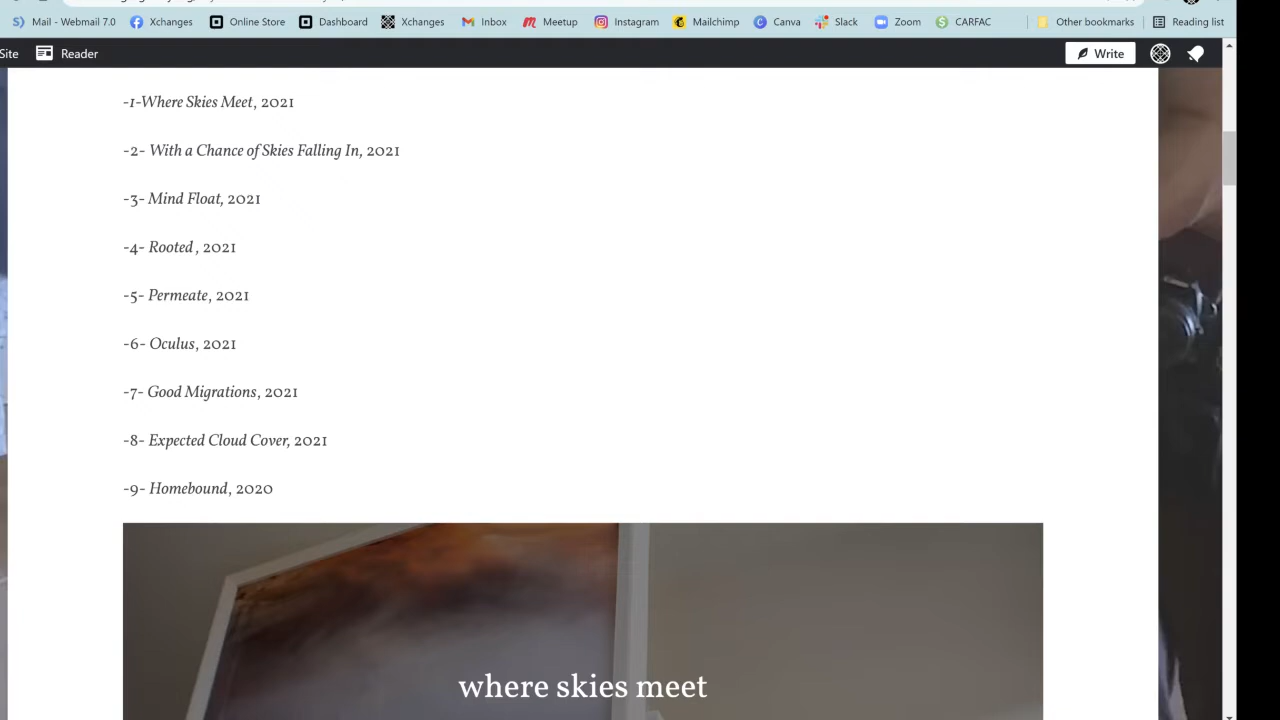 Mail - Webmail 7.0 Xchanges Online Store Dashboard Xchanges Inbox Meetup Instagram Mailchimp Canva Slack Zoom CARFAC Other bookmarks Reading list
Site Reader Write
-1-Where Skies Meet, 2021
-2- With a Chance of Skies Falling In, 2021
-3- Mind Float, 2021
-4- Rooted , 2021
-5- Permeate, 2021
-6- Oculus, 2021
-7- Good Migrations, 2021
-8- Expected Cloud Cover, 2021
-9- Homebound, 2020
where skies meet